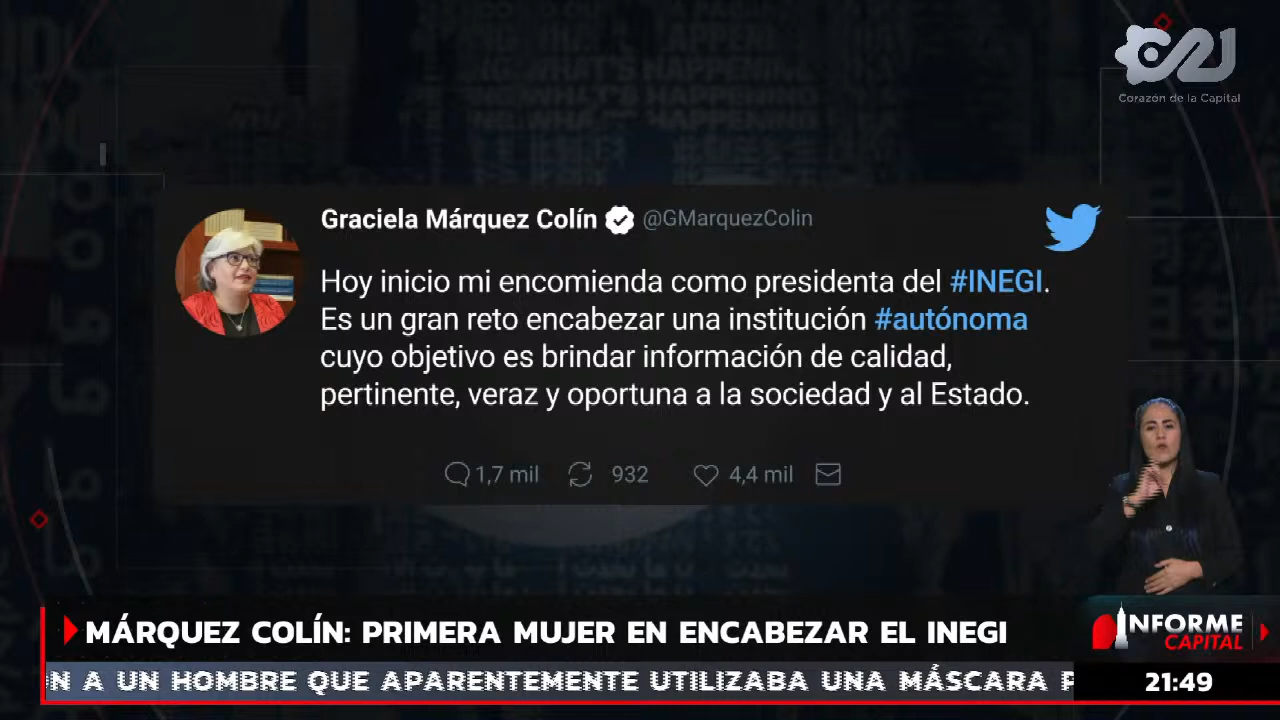 C21
Corazón de la Capital
Graciela Márquez Colín @GMarquezColin
Hoy inicio mi encomienda como presidenta del #INEGI.
Es un gran reto encabezar una institución #autónoma
cuyo objetivo es brindar información de calidad,
pertinente, veraz y oportuna a la sociedad y al Estado.
1,7 mil 932 4,4 mil
MÁRQUEZ COLÍN: PRIMERA MUJER EN ENCABEZAR EL INEGI
INFORME
CAPITAL
N A UN HOMBRE QUE APARENTEMENTE UTILIZABA UNA MÁSCARA P
21:49